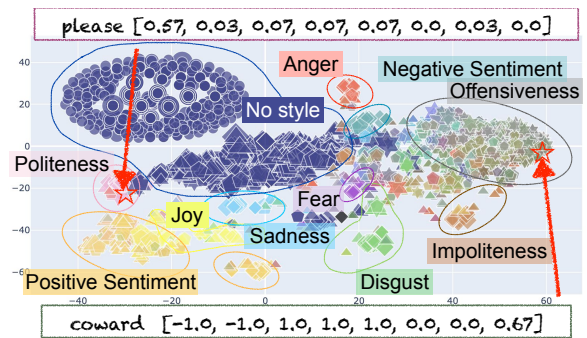 please [0.57, 0.03, 0.07, 0.07, 0.07, 0.0, 0.03, 0.0]
Anger
Negative Sentiment
Offensiveness
No style
Politeness
Fear
Joy
Sadness
Impoliteness
Positive Sentiment
Disgust
40
20
0
−20
−40
−60
−40
−20
0
20
40
60
coward [-1.0, -1.0, 1.0, 1.0, 1.0, 0.0, 0.0, 0.67]